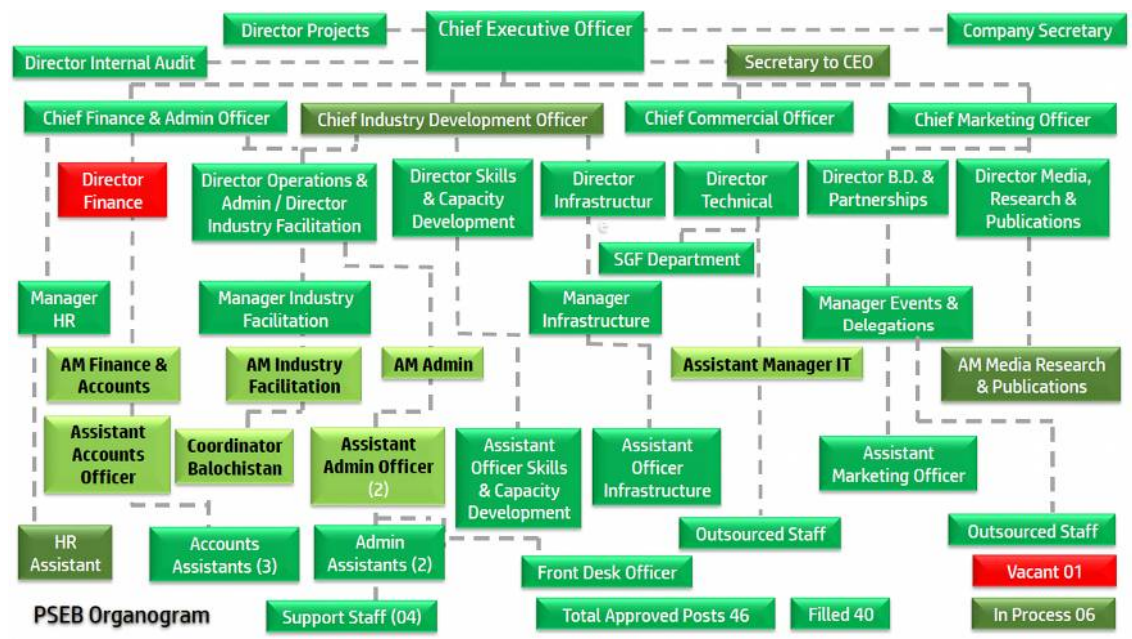 Director Projects
Chief Executive Officer
Company Secretary
Director Internal Audit
Secretary to CEO
Chief Finance & Admin Officer
Chief Industry Development Officer
Chief Commercial Officer
Chief Marketing Officer
Director
Finance
Director Operations &
Admin / Director
Industry Facilitation
Director Skills
& Capacity
Development
Director
Infrastructur
e
Director
Technical
Director B.D. &
Partnerships
Director Media,
Research &
Publications
SGF Department
Manager
HR
Manager Industry
Facilitation
Manager
Infrastructure
Manager Events &
Delegations
AM Finance &
Accounts
AM Industry
Facilitation
AM Admin
Assistant Manager IT
AM Media Research
& Publications
Assistant
Accounts
Officer
Coordinator
Balochistan
Assistant
Admin Officer
(2)
Assistant
Officer Skills
& Capacity
Development
Assistant
Officer
Infrastructure
Assistant
Marketing Officer
HR
Assistant
Accounts
Assistants (3)
Admin
Assistants (2)
Outsourced Staff
Outsourced Staff
Front Desk Officer
Vacant 01
PSEB Organogram
Support Staff (04)
Total Approved Posts 46
Filled 40
In Process 06